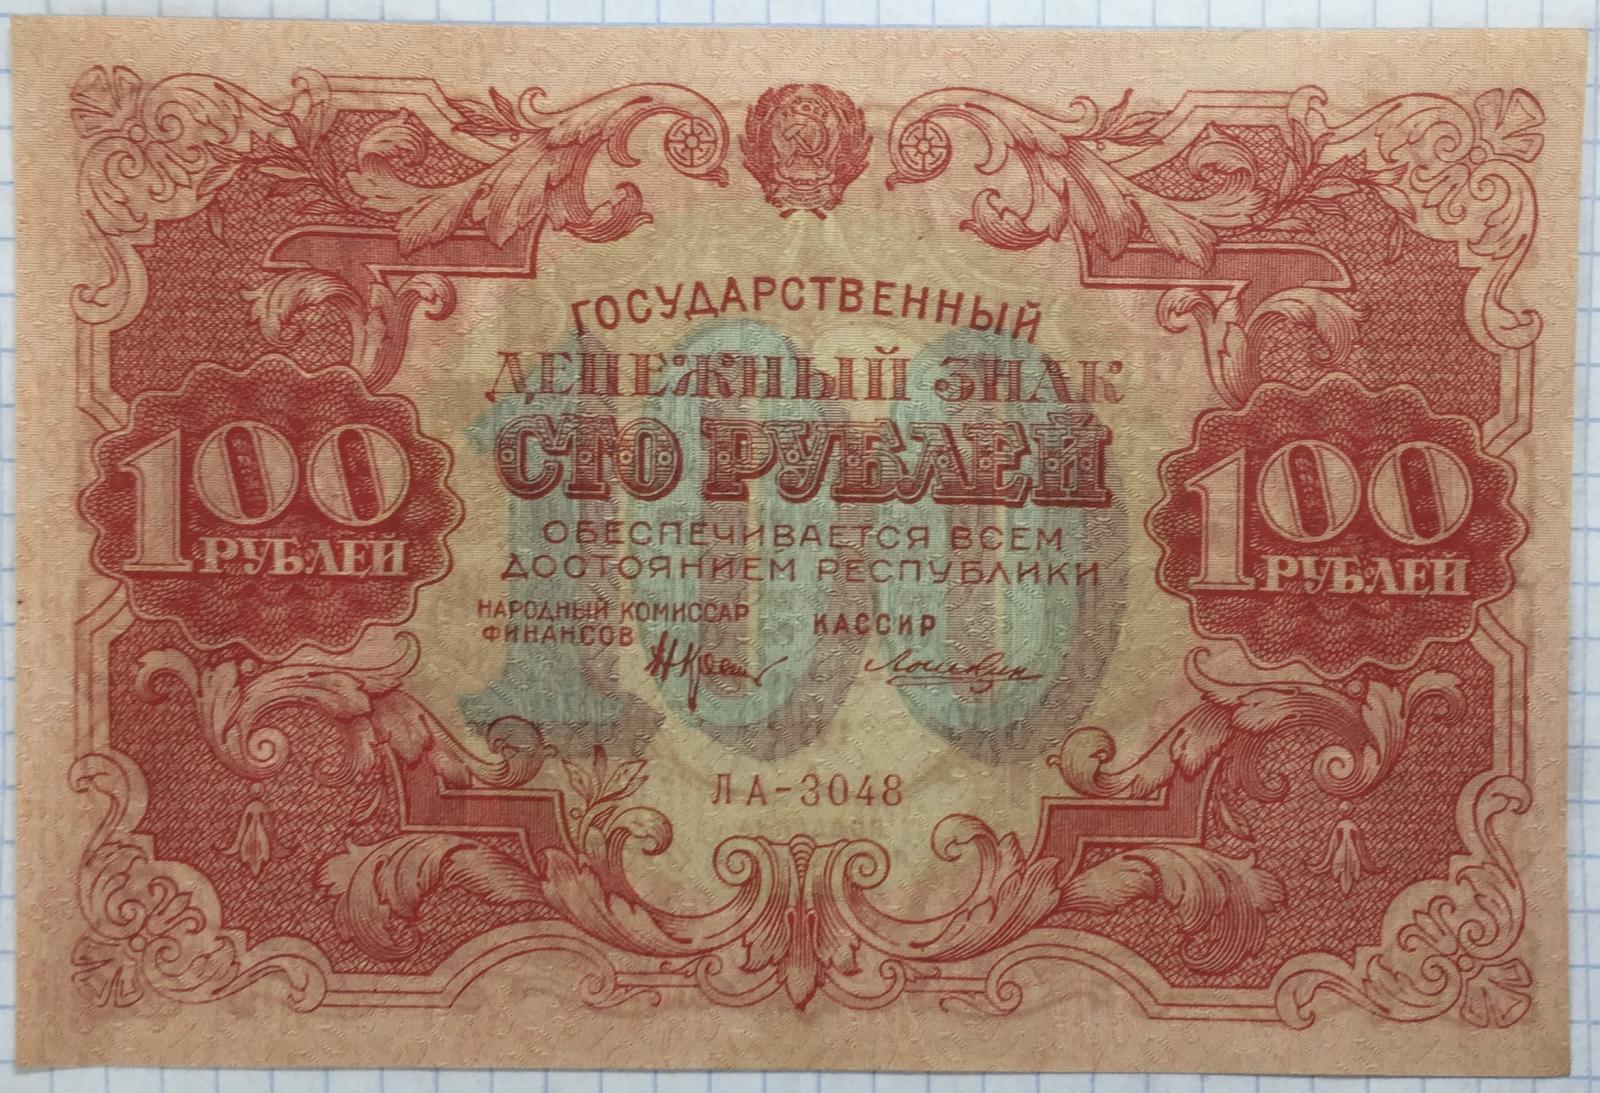 ГОСУДАРСТВЕННЫЙ
ДЕНЕЖНЫЙ ЗНАК
100
СТО РУБЛЕЙ
100
РУБЛЕЙ
100
РУБЛЕЙ
ОБЕСПЕЧИВАЕТСЯ ВСЕМ
ДОСТОЯНИЕМ РЕСПУБЛИКИ
НАРОДНЫЙ КОМИССАР
ФИНАНСОВ
КАССИР
ЛА-3048